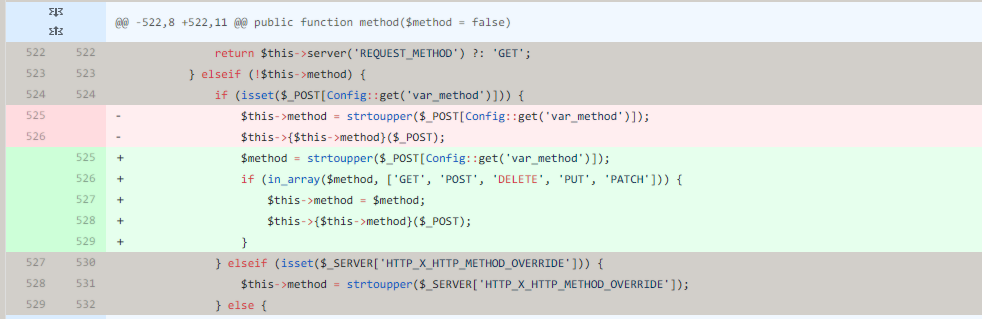 @@ -522,8 +522,11 @@ public function method($method = false)
522 522 return $this->server('REQUEST_METHOD') ?: 'GET';
523 523 } elseif (!$this->method) {
524 524 if (isset($_POST[Config::get('var_method')])) {
525 - $this->method = strtoupper($_POST[Config::get('var_method')]);
526 - $this->{$this->method}($_POST);
525 + $method = strtoupper($_POST[Config::get('var_method')]);
526 + if (in_array($method, ['GET', 'POST', 'DELETE', 'PUT', 'PATCH'])) {
527 + $this->method = $method;
528 + $this->{$this->method}($_POST);
529 + }
527 530 } elseif (isset($_SERVER['HTTP_X_HTTP_METHOD_OVERRIDE'])) {
528 531 $this->method = strtoupper($_SERVER['HTTP_X_HTTP_METHOD_OVERRIDE']);
529 532 } else {